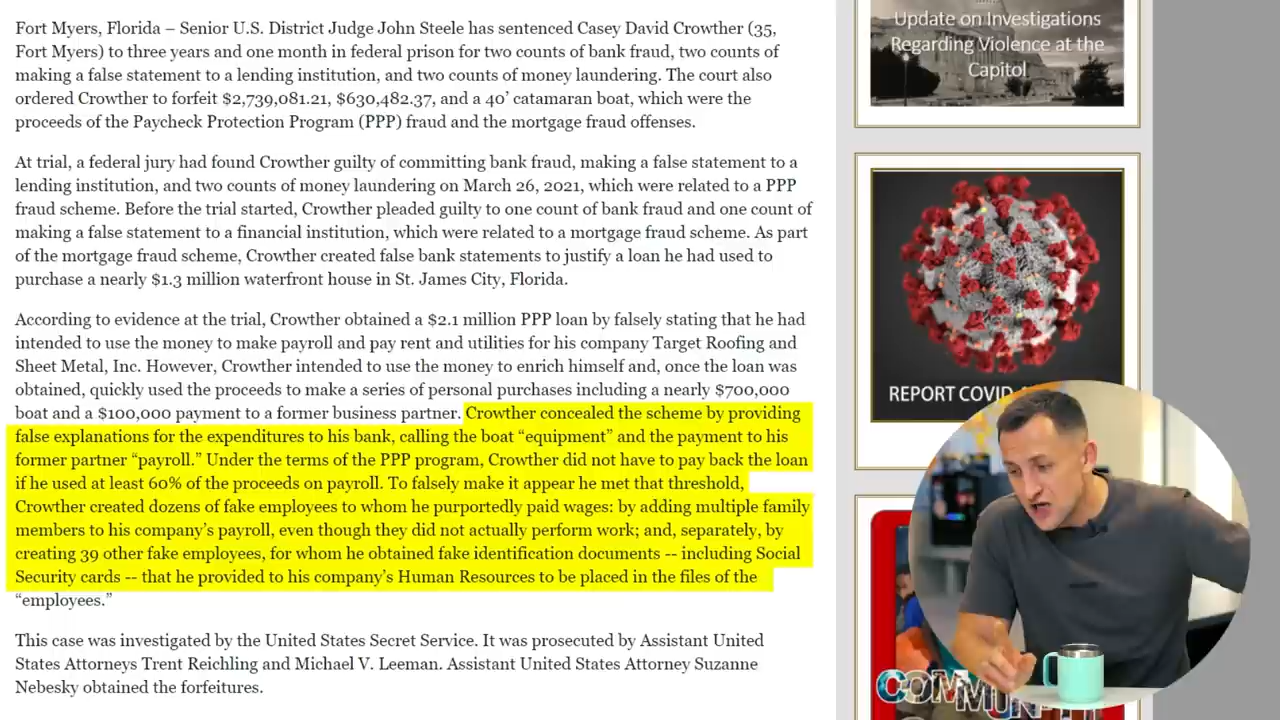 Fort Myers, Florida – Senior U.S. District Judge John Steele has sentenced Casey David Crowther (35,
Fort Myers) to three years and one month in federal prison for two counts of bank fraud, two counts of
making a false statement to a lending institution, and two counts of money laundering. The court also
ordered Crowther to forfeit $2,739,081.21, $630,482.37, and a 40’ catamaran boat, which were the
proceeds of the Paycheck Protection Program (PPP) fraud and the mortgage fraud offenses.
At trial, a federal jury had found Crowther guilty of committing bank fraud, making a false statement to a
lending institution, and two counts of money laundering on March 26, 2021, which were related to a PPP
fraud scheme. Before the trial started, Crowther pleaded guilty to one count of bank fraud and one count of
making a false statement to a financial institution, which were related to a mortgage fraud scheme. As part
of the mortgage fraud scheme, Crowther created false bank statements to justify a loan he had used to
purchase a nearly $1.3 million waterfront house in St. James City, Florida.
According to evidence at the trial, Crowther obtained a $2.1 million PPP loan by falsely stating that he had
intended to use the money to make payroll and pay rent and utilities for his company Target Roofing and
Sheet Metal, Inc. However, Crowther intended to use the money to enrich himself and, once the loan was
obtained, quickly used the proceeds to make a series of personal purchases including a nearly $700,000
boat and a $100,000 payment to a former business partner. Crowther concealed the scheme by providing
false explanations for the expenditures to his bank, calling the boat “equipment” and the payment to his
former partner “payroll.” Under the terms of the PPP program, Crowther did not have to pay back the loan
if he used at least 60% of the proceeds on payroll. To falsely make it appear he met that threshold,
Crowther created dozens of fake employees to whom he purportedly paid wages: by adding multiple family
members to his company’s payroll, even though they did not actually perform work; and, separately, by
creating 39 other fake employees, for whom he obtained fake identification documents -- including Social
Security cards -- that he provided to his company’s Human Resources to be placed in the files of the
“employees.”
This case was investigated by the United States Secret Service. It was prosecuted by Assistant United
States Attorneys Trent Reichling and Michael V. Leeman. Assistant United States Attorney Suzanne
Nebesky obtained the forfeitures.
Update on Investigations
Regarding Violence at the
Capitol
REPORT